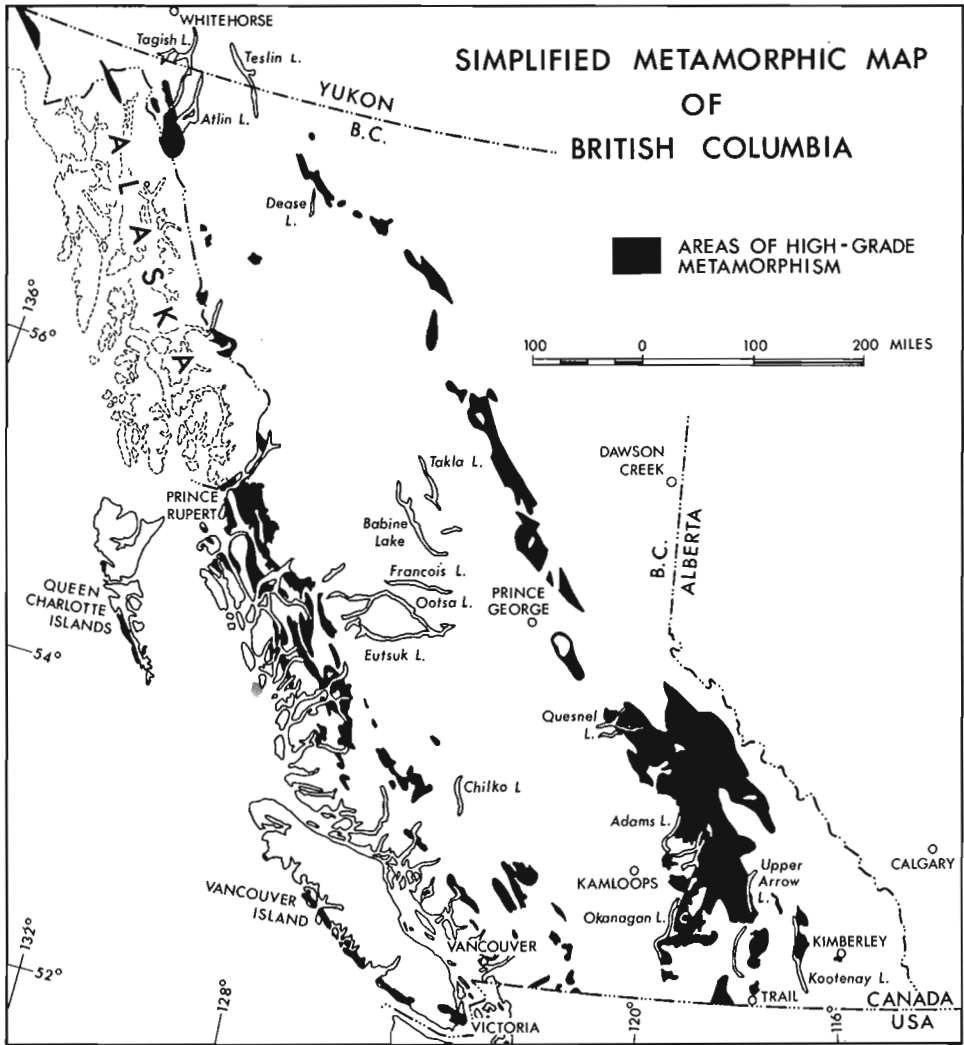 WHITEHORSE
Tagish L.
Teslin L.
Atlin L.
YUKON
B.C.
SIMPLIFIED METAMORPHIC MAP
OF
BRITISH COLUMBIA
ALASKA
Dease
L.
AREAS OF HIGH-GRADE
METAMORPHISM
136°
56°
100 0 100 200 MILES
Takla L.
DAWSON
CREEK
PRINCE
RUPERT
Babine
Lake
B.C.
ALBERTA
Francois L.
QUEEN
CHARLOTTE
ISLANDS
Ootsa L.
PRINCE
GEORGE
54°
Eutsuk L.
Quesnel
L.
Chilko L
Adams L.
CALGARY
KAMLOOPS
Upper
Arrow
L.
VANCOUVER
ISLAND
Okanagan L.
132°
VANCOUVER
KIMBERLEY
52°
Kootenay L.
128°
TRAIL
CANADA
USA
VICTORIA
120°
116°